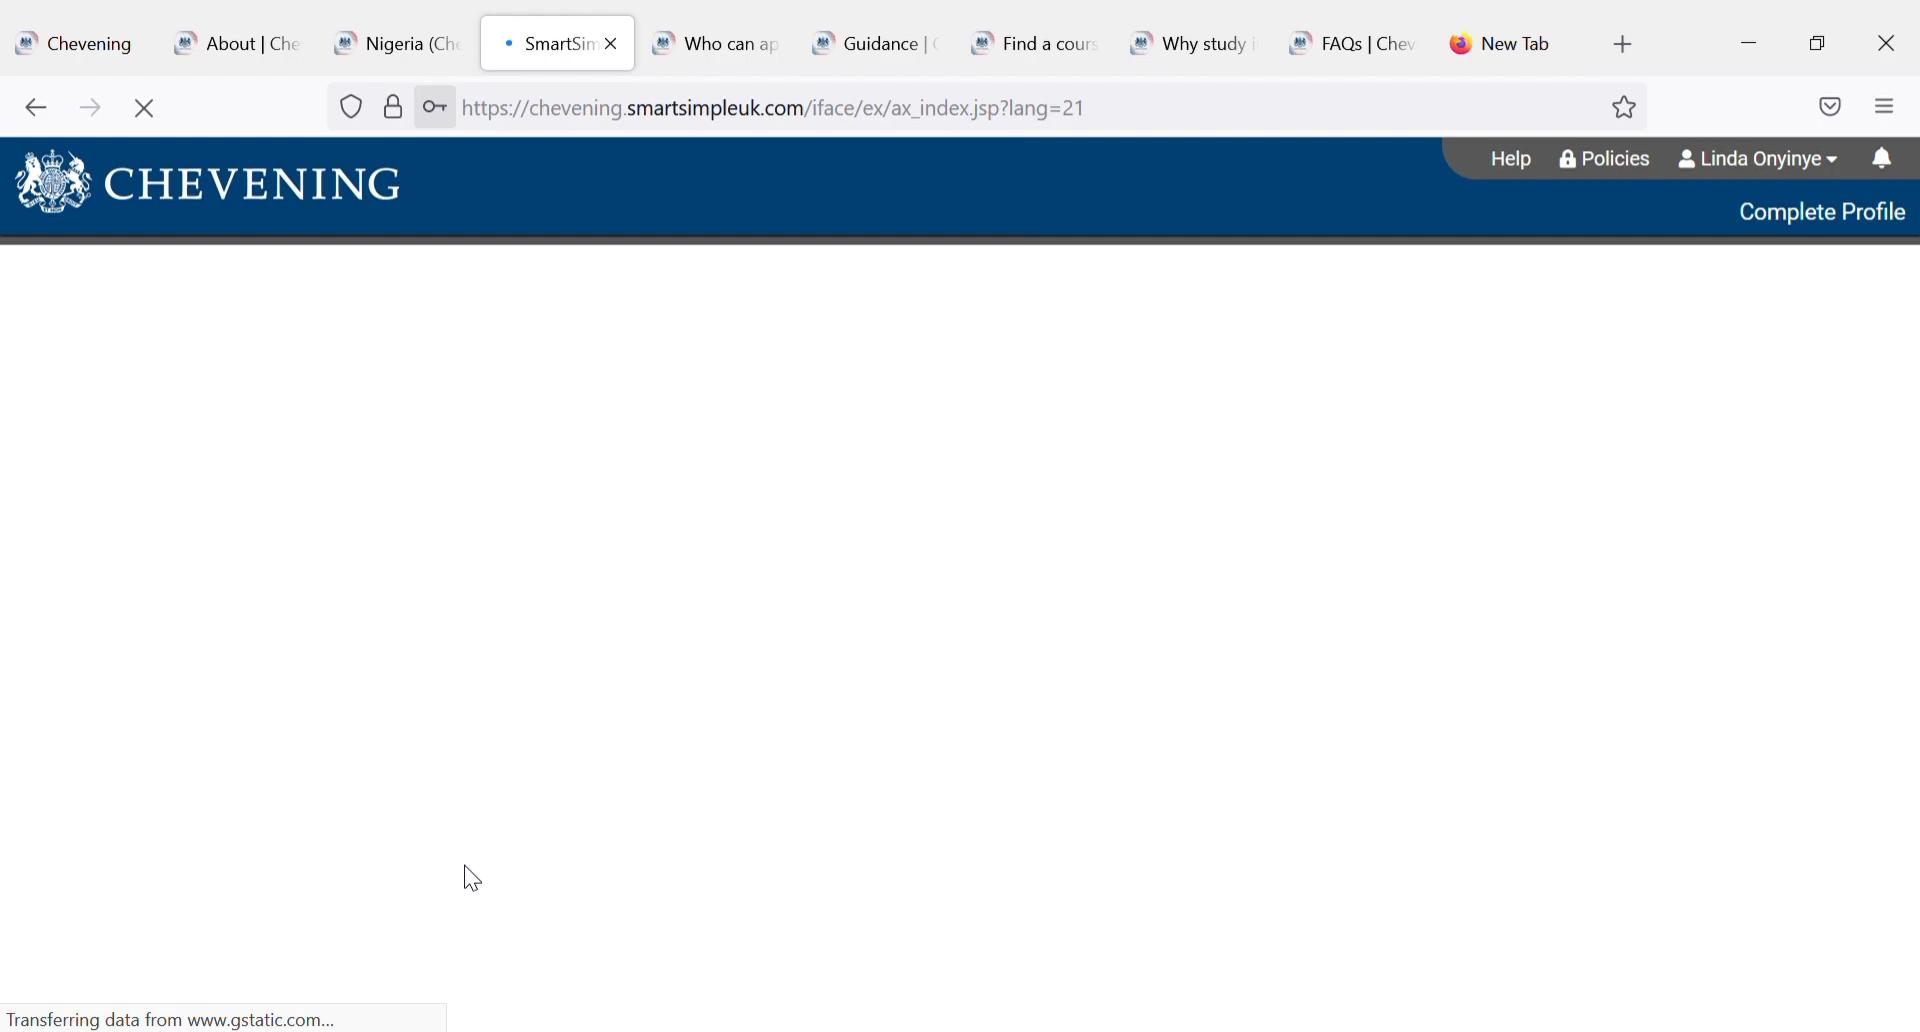 Chevening About | Che Nigeria (Che SmartSim Who can ap Guidance | C Find a cours Why study i FAQs | Chev New Tab
https://chevening.smartsimpleuk.com/iface/ex/ax_index.jsp?lang=21
CHEVENING
Help Policies Linda Onyinye
Complete Profile
Transferring data from www.gstatic.com...